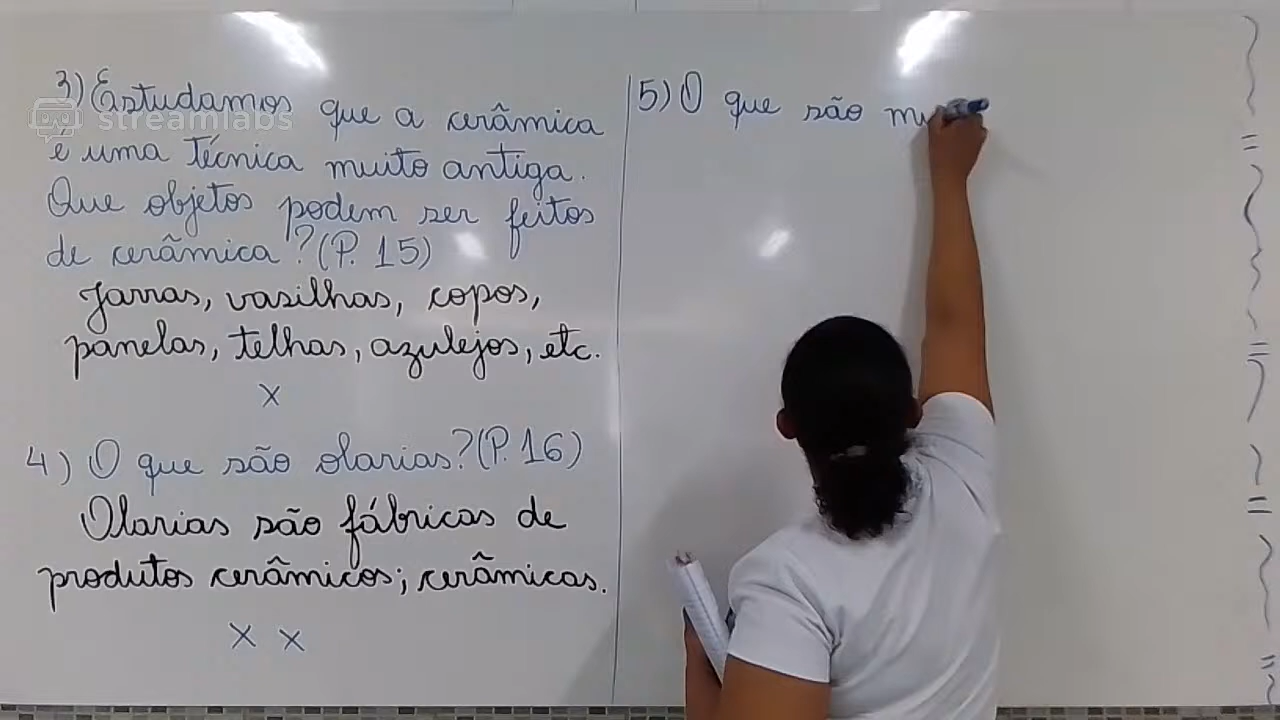 3) Estudamos que a cerâmica
é uma técnica muito antiga.
Que objetos podem ser feitos
de cerâmica? (P. 15)
Jarras, vasilhas, copos,
panelas, telhas, azulejos, etc.
x
4) O que são olarias? (P. 16)
Olarias são fábricas de
produtos cerâmicos; cerâmicas.
x x
5) O que são
streamlabs